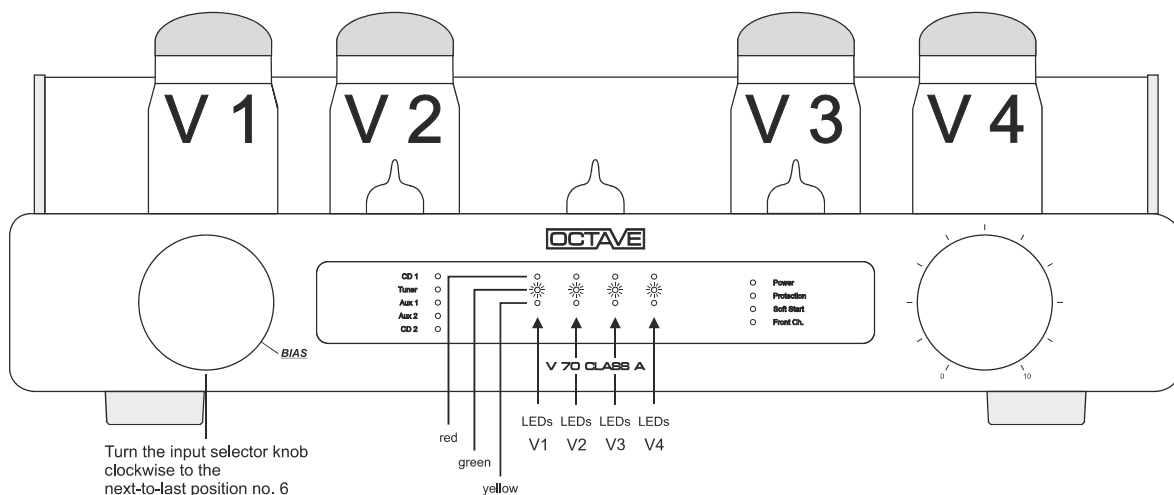 V 1
V 2
V 3
V 4
OCTAVE
CD 1
Tuner
Aux 1
Aux 2
CD 2
Power
Protection
Soft Start
Front Ch.
BIAS
V 70 CLASS A
0
10
LEDs
V1
LEDs
V2
LEDs
V3
LEDs
V4
red
green
yellow
Turn the input selector knob
clockwise to the
next-to-last position no. 6